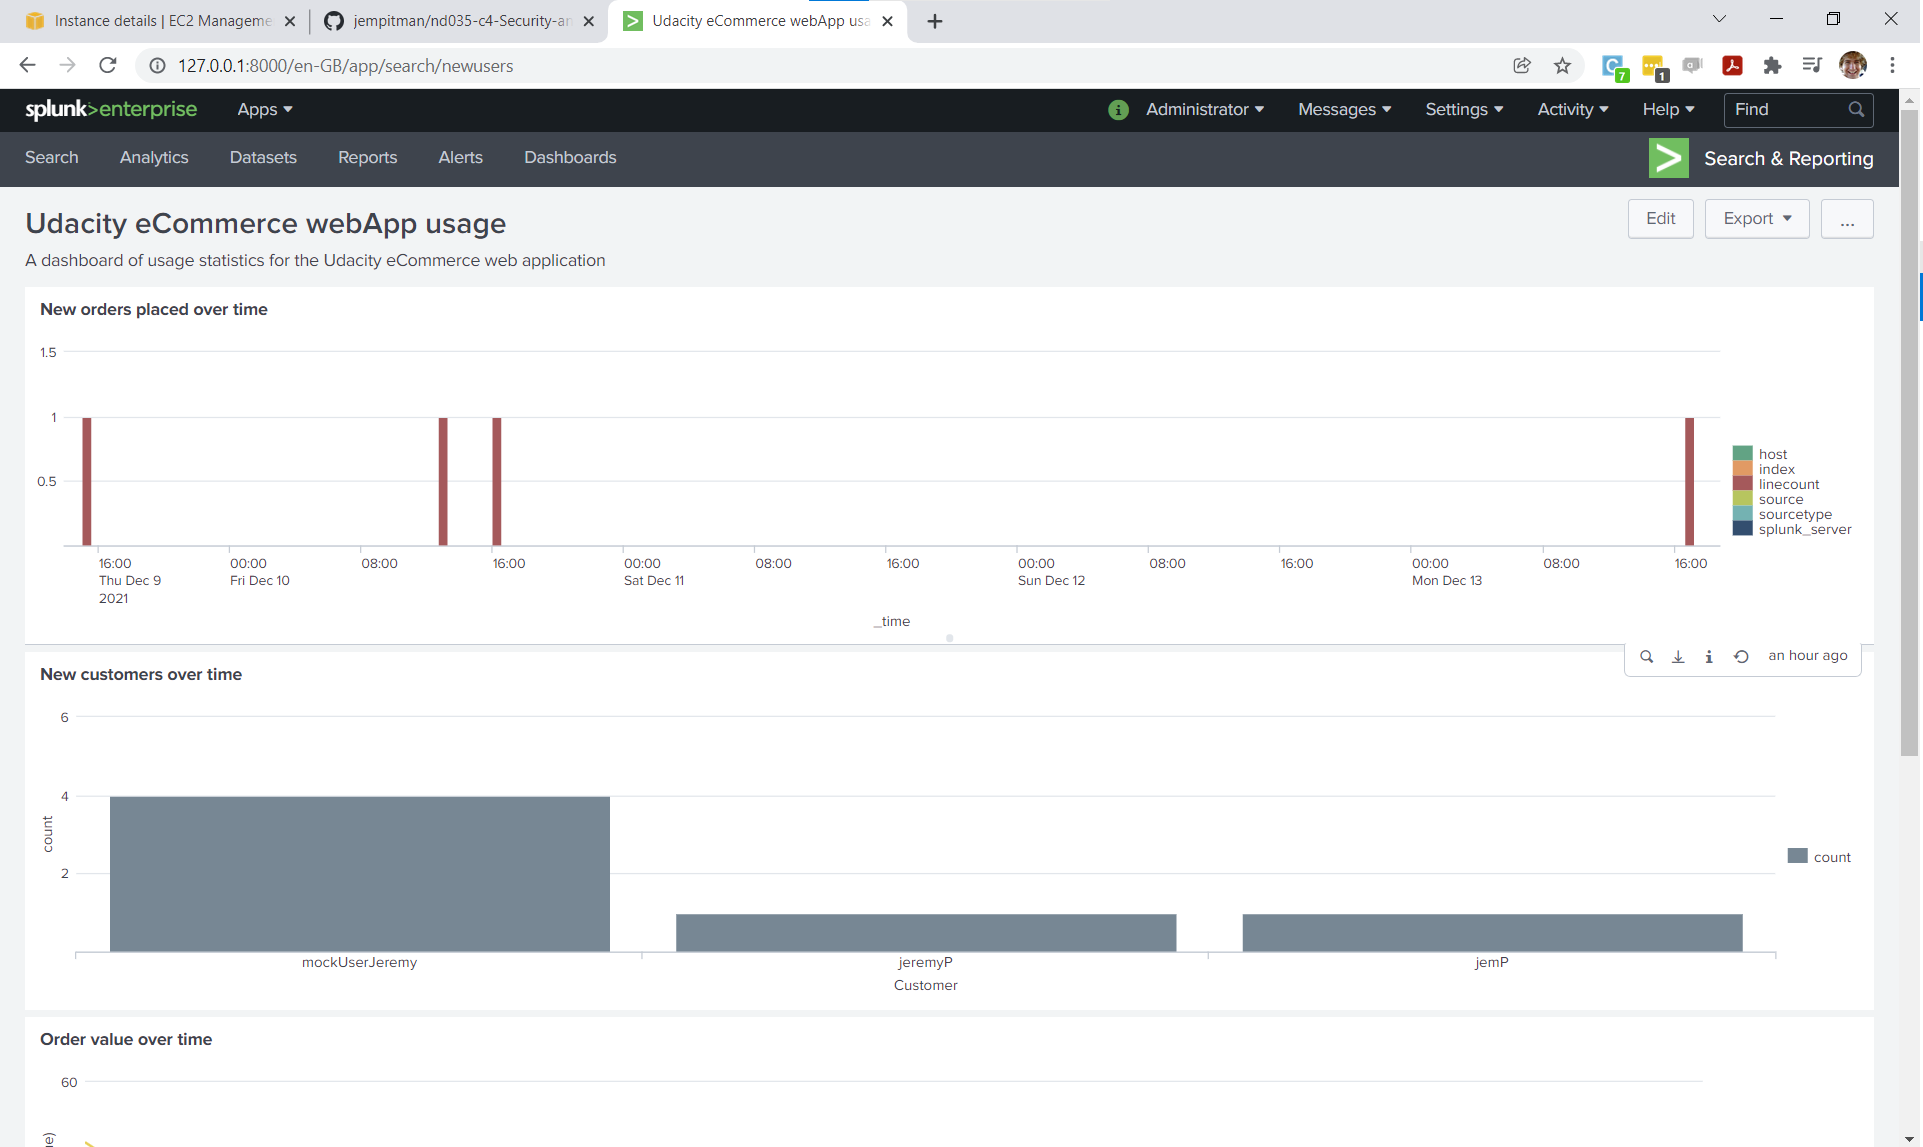 Instance details | EC2 Manageme
jempitman/nd035-c4-Security-an
Udacity eCommerce webApp usa
127.0.0.1:8000/en-GB/app/search/newusers
7
1
splunk>enterprise
Apps
Administrator
Messages
Settings
Activity
Help
Find
Search
Analytics
Datasets
Reports
Alerts
Dashboards
Search & Reporting
Udacity eCommerce webApp usage
Edit
Export
...
A dashboard of usage statistics for the Udacity eCommerce web application
New orders placed over time
1.5
1
0.5
host
index
linecount
source
sourcetype
splunk_server
16:00 00:00 08:00 16:00 00:00 08:00 16:00 00:00 08:00 16:00 00:00 08:00 16:00
Thu Dec 9 Fri Dec 10 Sat Dec 11 Sun Dec 12 Mon Dec 13
2021
_time
an hour ago
New customers over time
6
4
2
count
count
mockUserJeremy jeremyP jemP
Customer
Order value over time
60